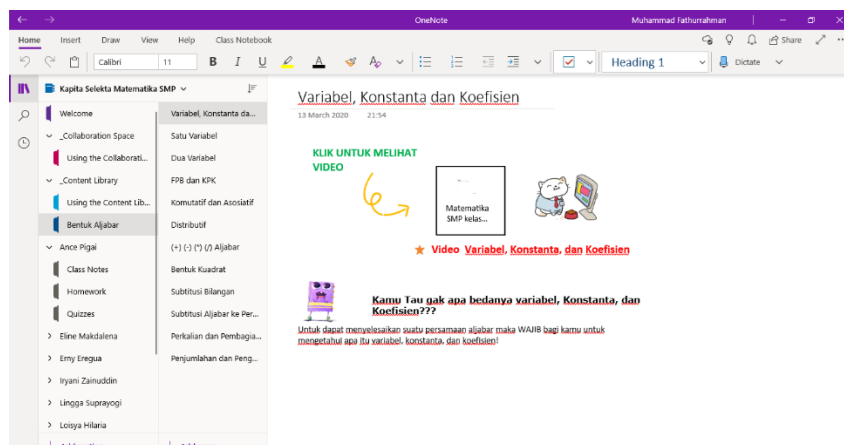 OneNote
Muhammad Fathurrahman
Home Insert Draw View Help Class Notebook
Share
Calibri 11 B I U A Heading 1 Dictate
Kapita Selekta Matematika SMP
Welcome
_Collaboration Space
Using the Collaborati...
_Content Library
Using the Content Lib...
Bentuk Aljabar
Ance Pigai
Class Notes
Homework
Quizzes
Eline Makdalena
Erny Eregua
Iryani Zainuddin
Lingga Suprayogi
Loisya Hilaria
Variabel, Konstanta da...
Satu Variabel
Dua Variabel
FPB dan KPK
Komutatif dan Asosiatif
Distributif
(+) (-) (*) (/) Aljabar
Bentuk Kuadrat
Subtitusi Bilangan
Subtitusi Aljabar ke Per...
Perkalian dan Pembagia...
Penjumlahan dan Peng...
Variabel, Konstanta dan Koefisien
13 March 2020 21:54
KLIK UNTUK MELIHAT
VIDEO
Matematika
SMP kelas...
Video Variabel, Konstanta, dan Koefisien
Kamu Tau gak apa bedanya variabel, Konstanta, dan
Koefisien???
Untuk dapat menyelesaikan suatu persamaan aljabar maka WAJIB bagi kamu untuk
mengetahui apa itu variabel, konstanta, dan koefisien!